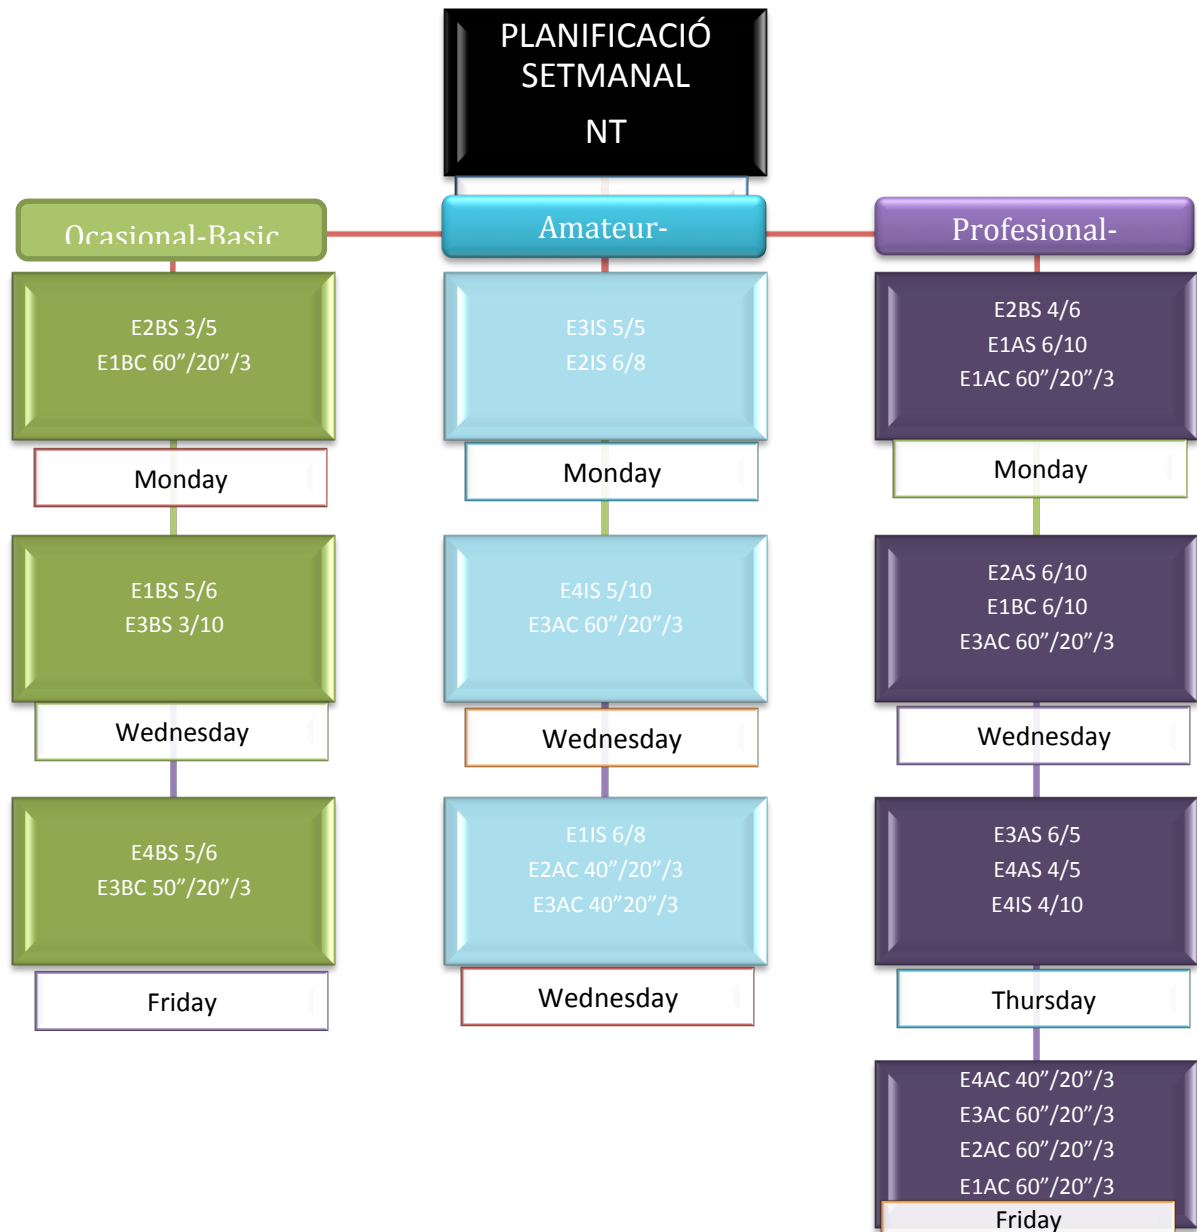 PLANIFICACIÓ
SETMANAL
NT
Ocasional-Basic
E2BS 3/5
E1BC 60”/20”/3
Monday
E1BS 5/6
E3BS 3/10
Wednesday
E4BS 5/6
E3BC 50”/20”/3
Friday
Amateur-
E3IS 5/5
E2IS 6/8
Monday
E4IS 5/10
E3AC 60”/20”/3
Wednesday
E1IS 6/8
E2AC 40”/20”/3
E3AC 40”20”/3
Wednesday
Profesional-
E2BS 4/6
E1AS 6/10
E1AC 60”/20”/3
Monday
E2AS 6/10
E1BC 6/10
E3AC 60”/20”/3
Wednesday
E3AS 6/5
E4AS 4/5
E4IS 4/10
Thursday
E4AC 40”/20”/3
E3AC 60”/20”/3
E2AC 60”/20”/3
E1AC 60”/20”/3
Friday